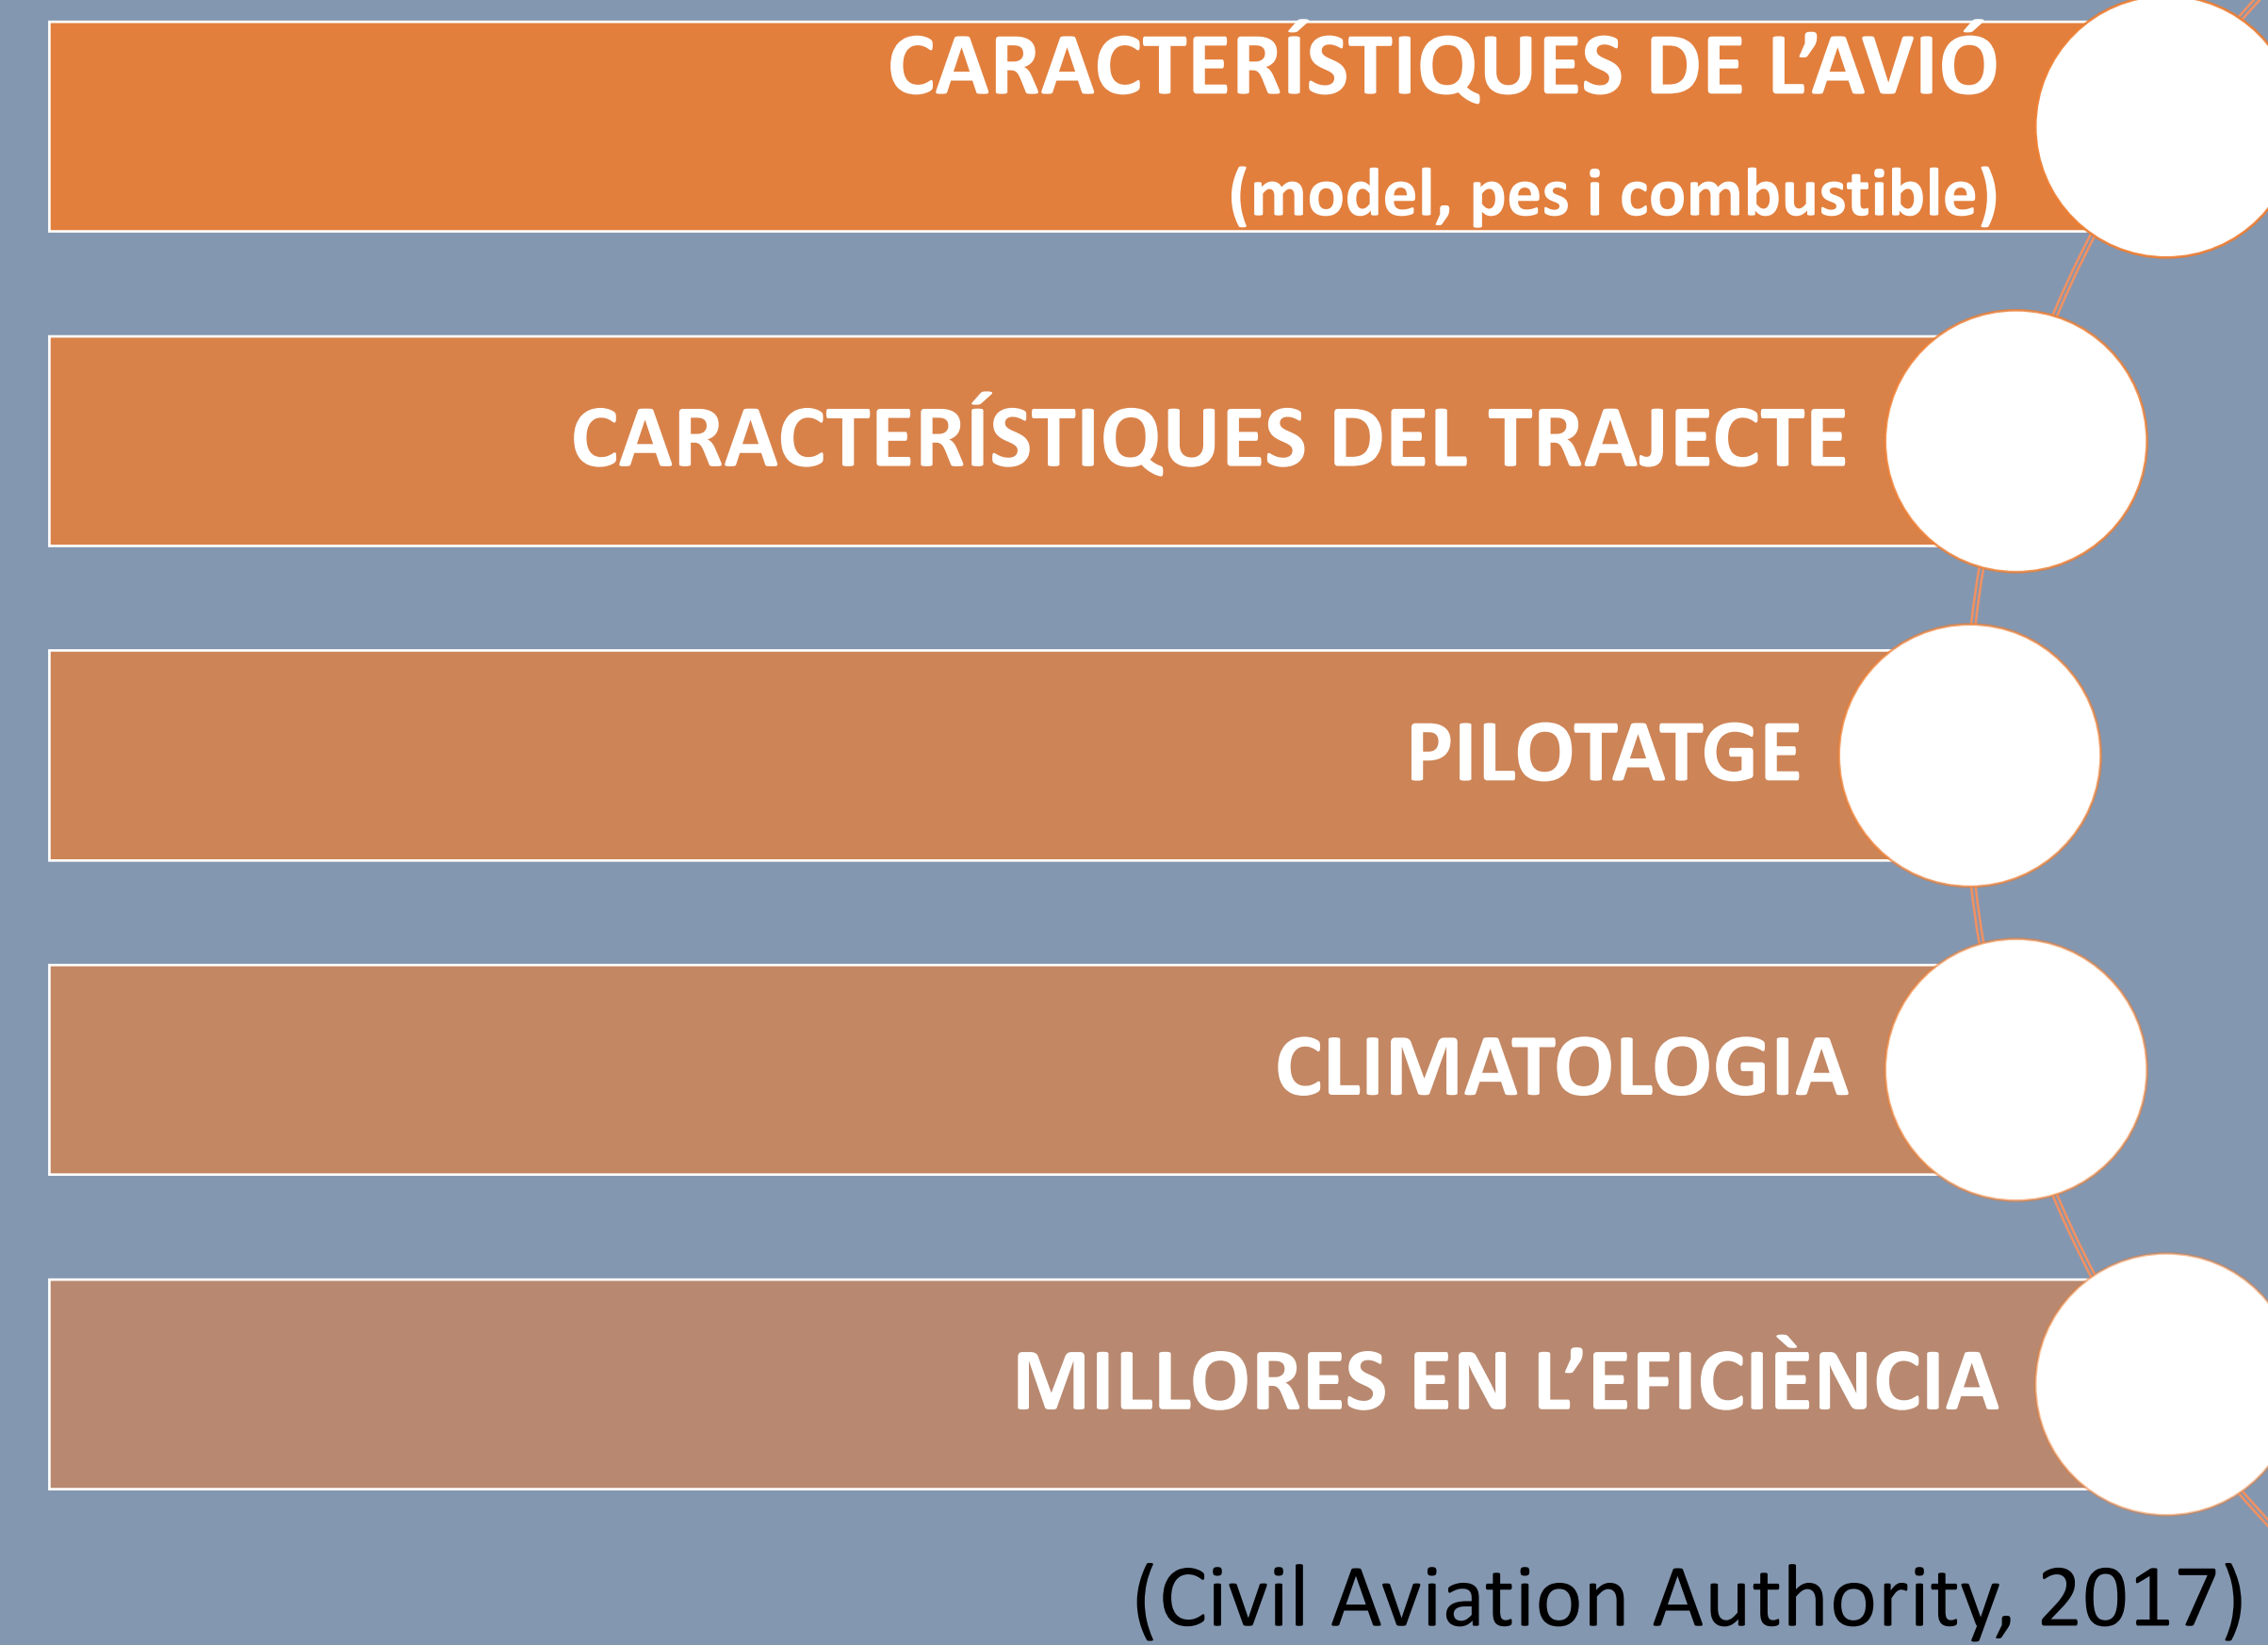 CARACTERÍSTIQUES DE L’AVIÓ
(model, pes i combustible)
CARACTERÍSTIQUES DEL TRAJECTE
PILOTATGE
CLIMATOLOGIA
MILLORES EN L’EFICIÈNCIA
(Civil Aviation Authority, 2017)